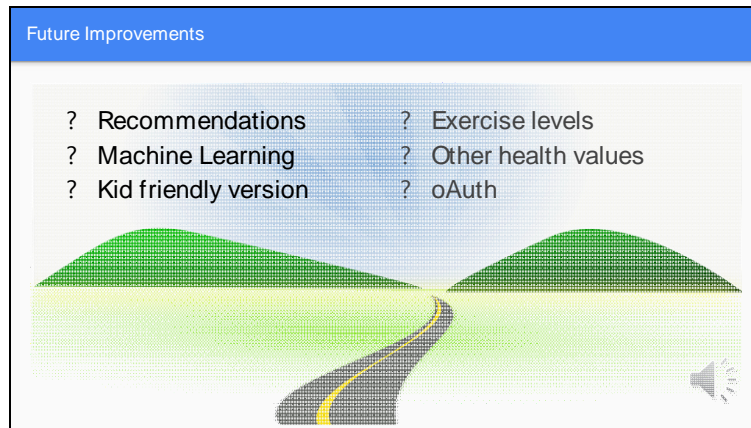 Future Improvements
? Recommendations
? Machine Learning
? Kid friendly version
? Exercise levels
? Other health values
? oAuth